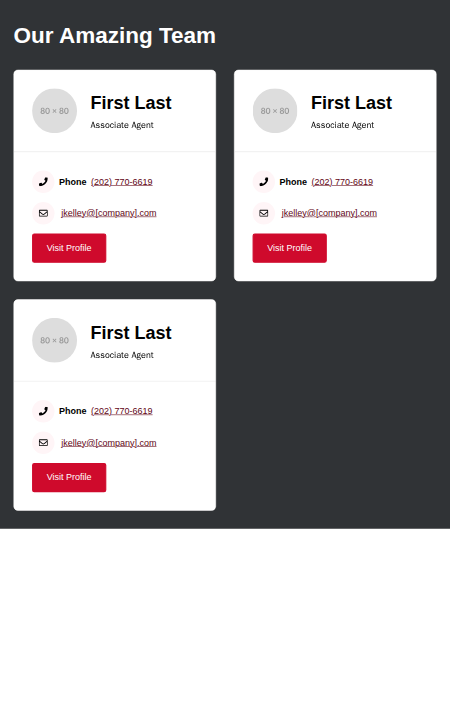 Our Amazing Team
80 × 80
First Last
Associate Agent
Phone (202) 770-6619
jkelley@[company].com
Visit Profile
80 × 80
First Last
Associate Agent
Phone (202) 770-6619
jkelley@[company].com
Visit Profile
80 × 80
First Last
Associate Agent
Phone (202) 770-6619
jkelley@[company].com
Visit Profile